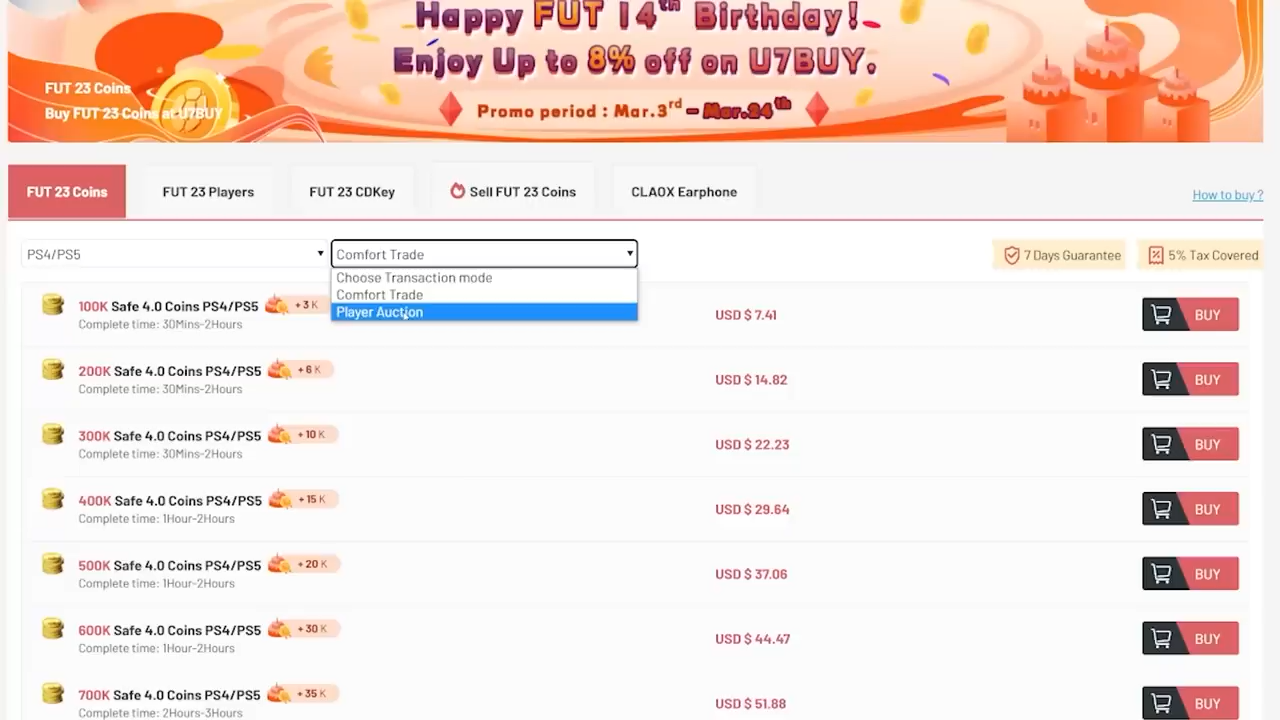 Happy FUT 14th Birthday!
Enjoy Up to 8% off on U7BUY.
Promo period : Mar.3rd - Mar.24th
FUT 23 Coins
Buy FUT 23 Coins at U7BUY
FUT 23 Coins
FUT 23 Players
FUT 23 CDKey
Sell FUT 23 Coins
CLAOX Earphone
How to buy ?
PS4/PS5
Comfort Trade
7 Days Guarantee
5% Tax Covered
Choose Transaction mode
Comfort Trade
Player Auction
100K Safe 4.0 Coins PS4/PS5 +3 K
Complete time: 30Mins-2Hours
USD $ 7.41
BUY
200K Safe 4.0 Coins PS4/PS5 +6 K
Complete time: 30Mins-2Hours
USD $ 14.82
BUY
300K Safe 4.0 Coins PS4/PS5 +10 K
Complete time: 30Mins-2Hours
USD $ 22.23
BUY
400K Safe 4.0 Coins PS4/PS5 +15 K
Complete time: 1Hour-2Hours
USD $ 29.64
BUY
500K Safe 4.0 Coins PS4/PS5 +20 K
Complete time: 1Hour-2Hours
USD $ 37.06
BUY
600K Safe 4.0 Coins PS4/PS5 +30 K
Complete time: 1Hour-2Hours
USD $ 44.47
BUY
700K Safe 4.0 Coins PS4/PS5 +35 K
Complete time: 2Hours-3Hours
USD $ 51.88
BUY